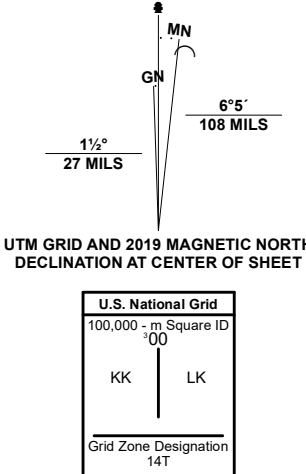 MN
GN
6°5´
108 MILS
1½°
27 MILS
UTM GRID AND 2019 MAGNETIC NORTH
DECLINATION AT CENTER OF SHEET
U.S. National Grid
100,000 - m Square ID
³00
KK
LK
Grid Zone Designation
14T